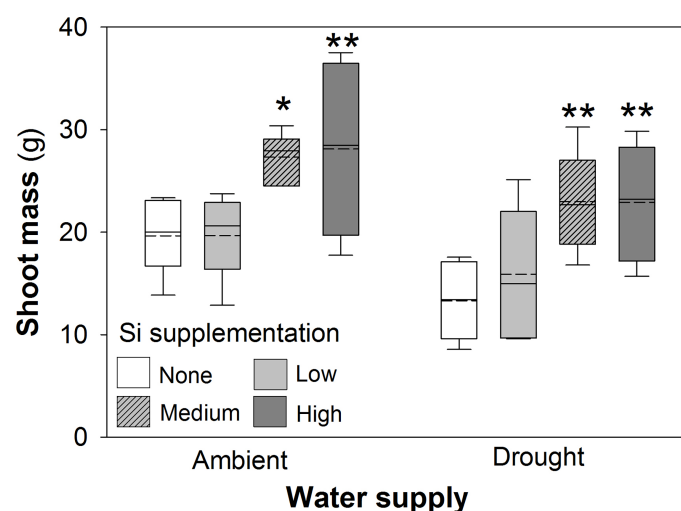 40
30
20
10
0
Shoot mass (g)
*
**
**
**
Si supplementation
None
Low
Medium
High
Ambient
Drought
Water supply